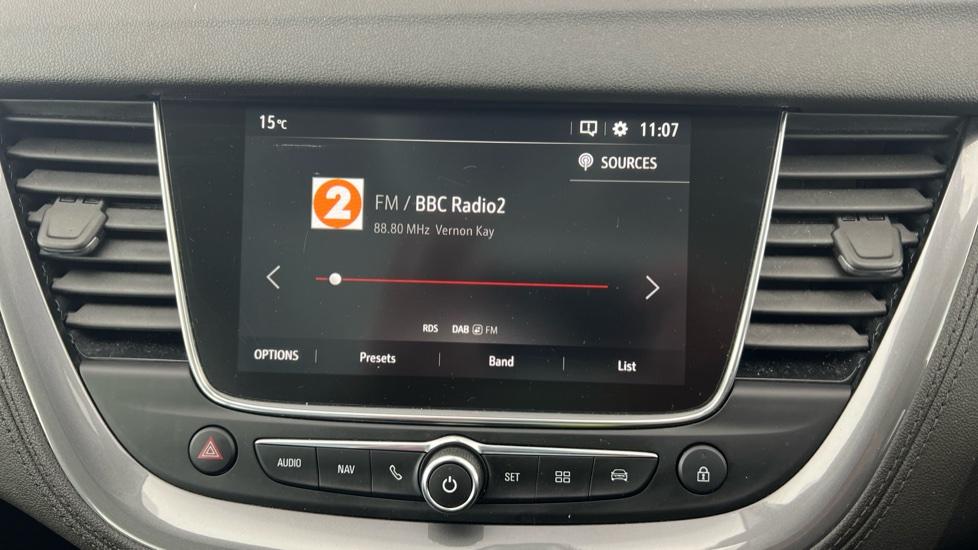 15°C 11:07
SOURCES
2 FM / BBC Radio2
88.80 MHz Vernon Kay
RDS DAB FM
OPTIONS Presets Band List
AUDIO NAV SET